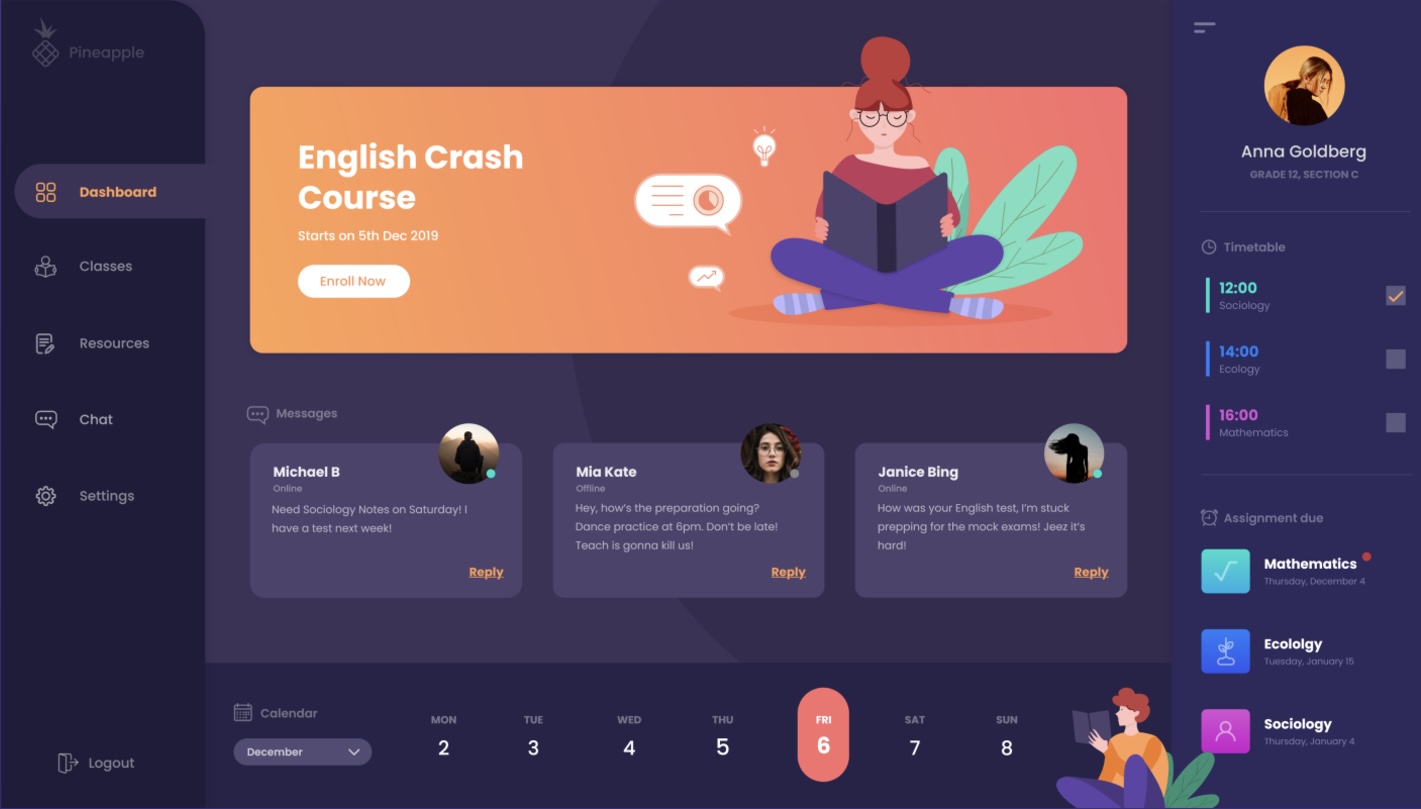 Pineapple
Dashboard
Classes
Resources
Chat
Settings
Logout
English Crash
Course
Starts on 5th Dec 2019
Enroll Now
Messages
Michael B
Online
Need Sociology Notes on Saturday! I
have a test next week!
Reply
Mia Kate
Offline
Hey, how's the preparation going?
Dance practice at 6pm. Don't be late!
Teach is gonna kill us!
Reply
Janice Bing
Online
How was your English test, I'm stuck
prepping for the mock exams! Jeez it's
hard!
Reply
Calendar
December
MON
2
TUE
3
WED
4
THU
5
FRI
6
SAT
7
SUN
8
Anna Goldberg
GRADE 12, SECTION C
Timetable
12:00
Sociology
14:00
Ecology
16:00
Mathematics
Assignment due
Mathematics
Thursday, December 4
Ecololgy
Tuesday, January 15
Sociology
Thursday, January 4